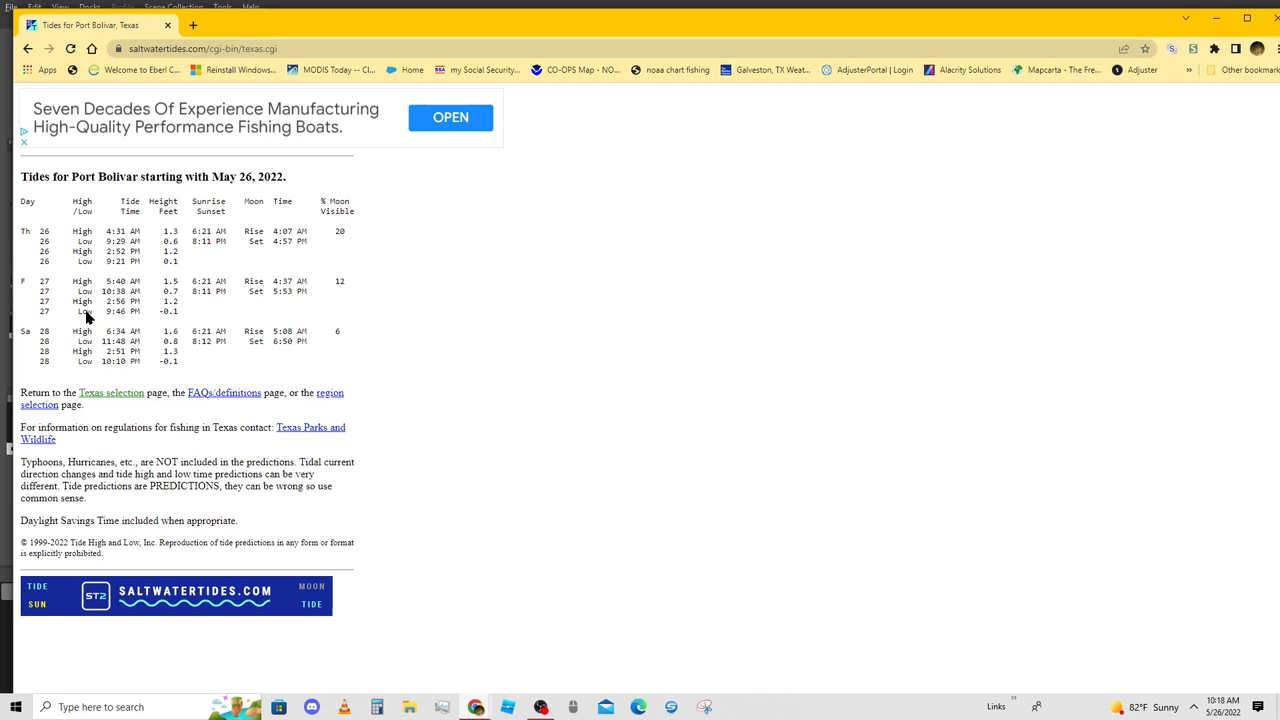 File Edit View Docks Profile Scene Collection Tools Help
Tides for Port Bolivar, Texas
saltwatertides.com/cgi-bin/texas.cgi
Apps Welcome to Eberl C... Reinstall Windows... MODIS Today -- Cl... Home my Social Security... CO-OPS Map - NO... noaa chart fishing Galveston, TX Weat... AdjusterPortal | Login Alacrity Solutions Mapcarta - The Fre... Adjuster » Other bookmark
Seven Decades Of Experience Manufacturing
High-Quality Performance Fishing Boats.
OPEN
Tides for Port Bolivar starting with May 26, 2022.
Day High Tide Height Sunrise Moon Time % Moon
/Low Time Feet Sunset Visible
Th 26 High 4:31 AM 1.3 6:21 AM Rise 4:07 AM 20
26 Low 9:29 AM 0.6 8:11 PM Set 4:57 PM
26 High 2:52 PM 1.2
26 Low 9:21 PM 0.1
F 27 High 5:40 AM 1.5 6:21 AM Rise 4:37 AM 12
27 Low 10:38 AM 0.7 8:11 PM Set 5:53 PM
27 High 2:56 PM 1.2
27 Low 9:46 PM -0.1
Sa 28 High 6:34 AM 1.6 6:21 AM Rise 5:08 AM 6
28 Low 11:48 AM 0.8 8:12 PM Set 6:50 PM
28 High 2:51 PM 1.3
28 Low 10:10 PM -0.1
Return to the Texas selection page, the FAQs/definitions page, or the region
selection page.
For information on regulations for fishing in Texas contact: Texas Parks and
Wildlife
Typhoons, Hurricanes, etc., are NOT included in the predictions. Tidal current
direction changes and tide high and low time predictions can be very
different. Tide predictions are PREDICTIONS, they can be wrong so use
common sense.
Daylight Savings Time included when appropriate.
© 1999-2022 Tide High and Low, Inc. Reproduction of tide predictions in any form or format
is explicitly prohibited.
TIDE ST2 SALTWATERTIDES.COM MOON
SUN TIDE
Type here to search
Links
82°F Sunny
10:18 AM
5/26/2022